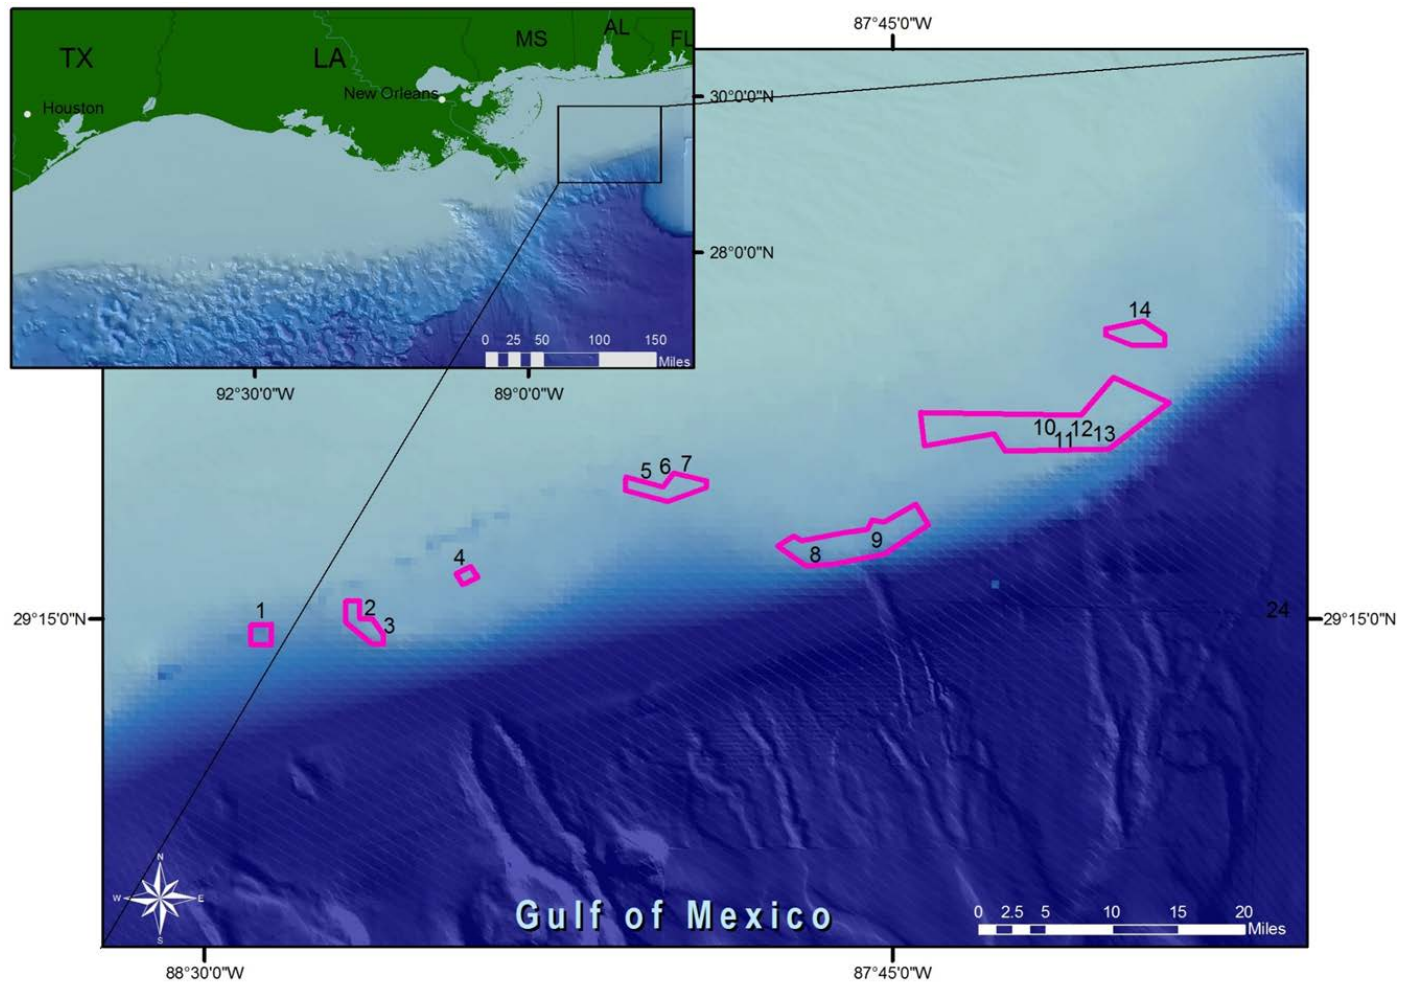 87°45'0"W
TX
LA
MS
AL
FL
Houston
New Orleans
30°0'0"N
28°0'0"N
0 25 50 100 150
Miles
92°30'0"W
89°0'0"W
14
10 12 13
11
5 6 7
8 9
4
1 2
3
29°15'0"N
24
29°15'0"N
N
W E
S
Gulf of Mexico
0 2.5 5 10 15 20
Miles
88°30'0"W
87°45'0"W